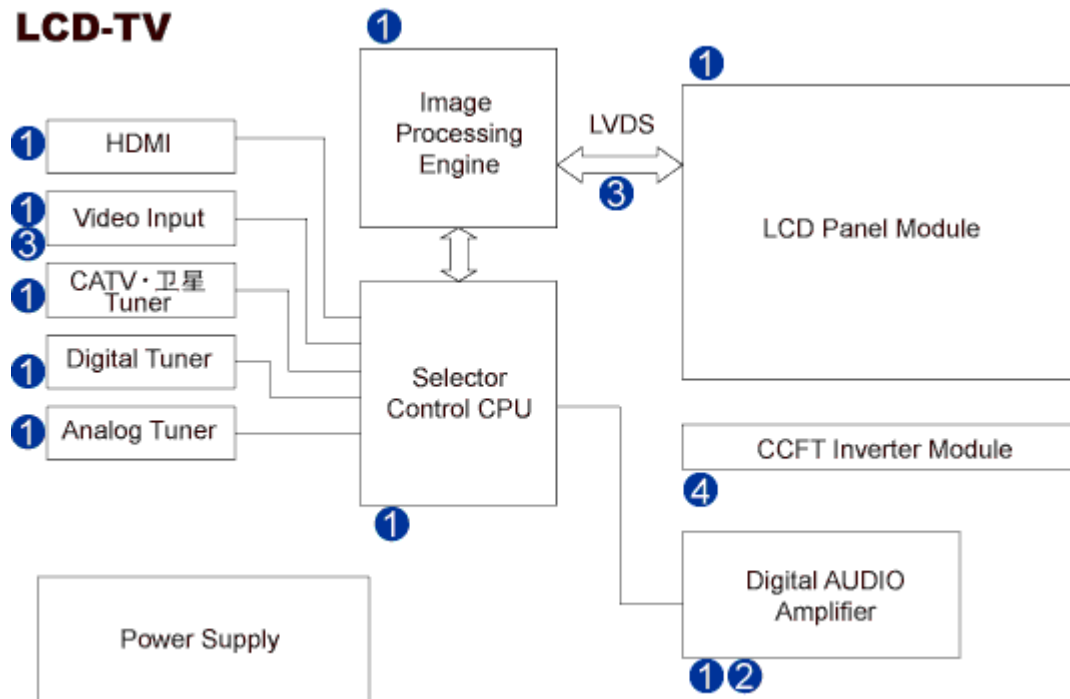 LCD-TV
1
Image
Processing
Engine
1
LVDS
3
LCD Panel Module
1
HDMI
1
3
Video Input
1
CATV·卫星
Tuner
1
Digital Tuner
1
Analog Tuner
Selector
Control CPU
1
CCFT Inverter Module
4
Digital AUDIO
Amplifier
1 2
Power Supply